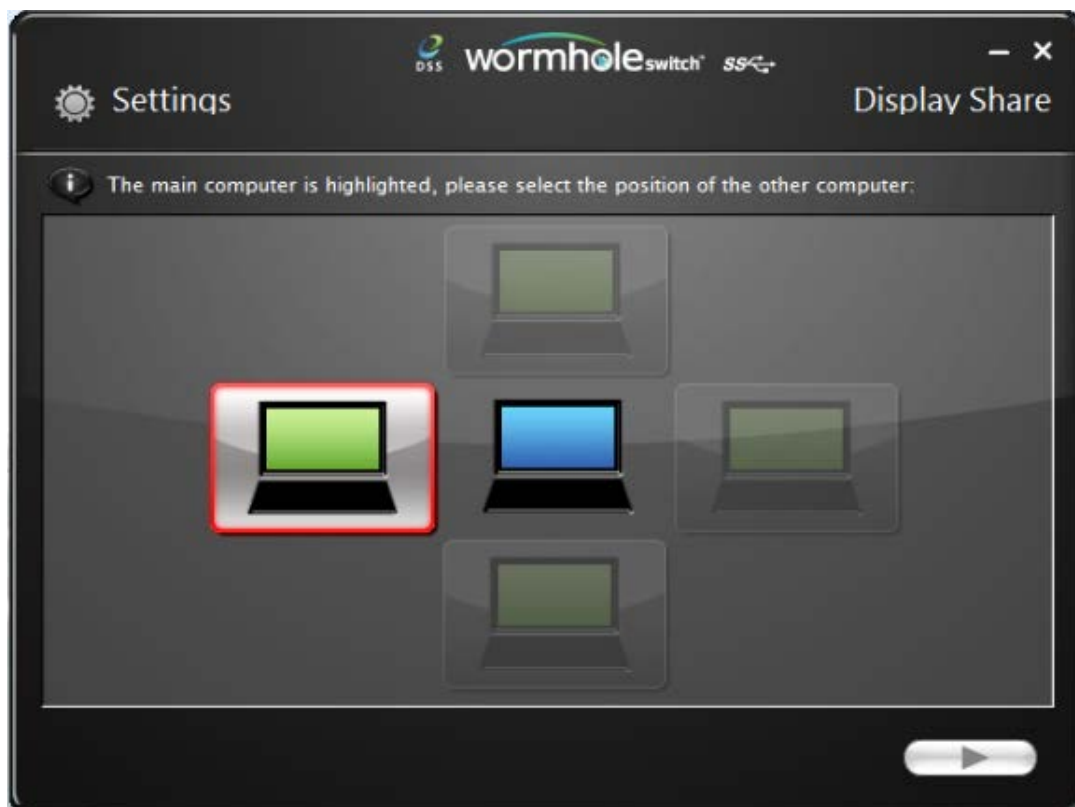 DSS wormhole switch® SS
Settings
Display Share
i The main computer is highlighted, please select the position of the other computer: